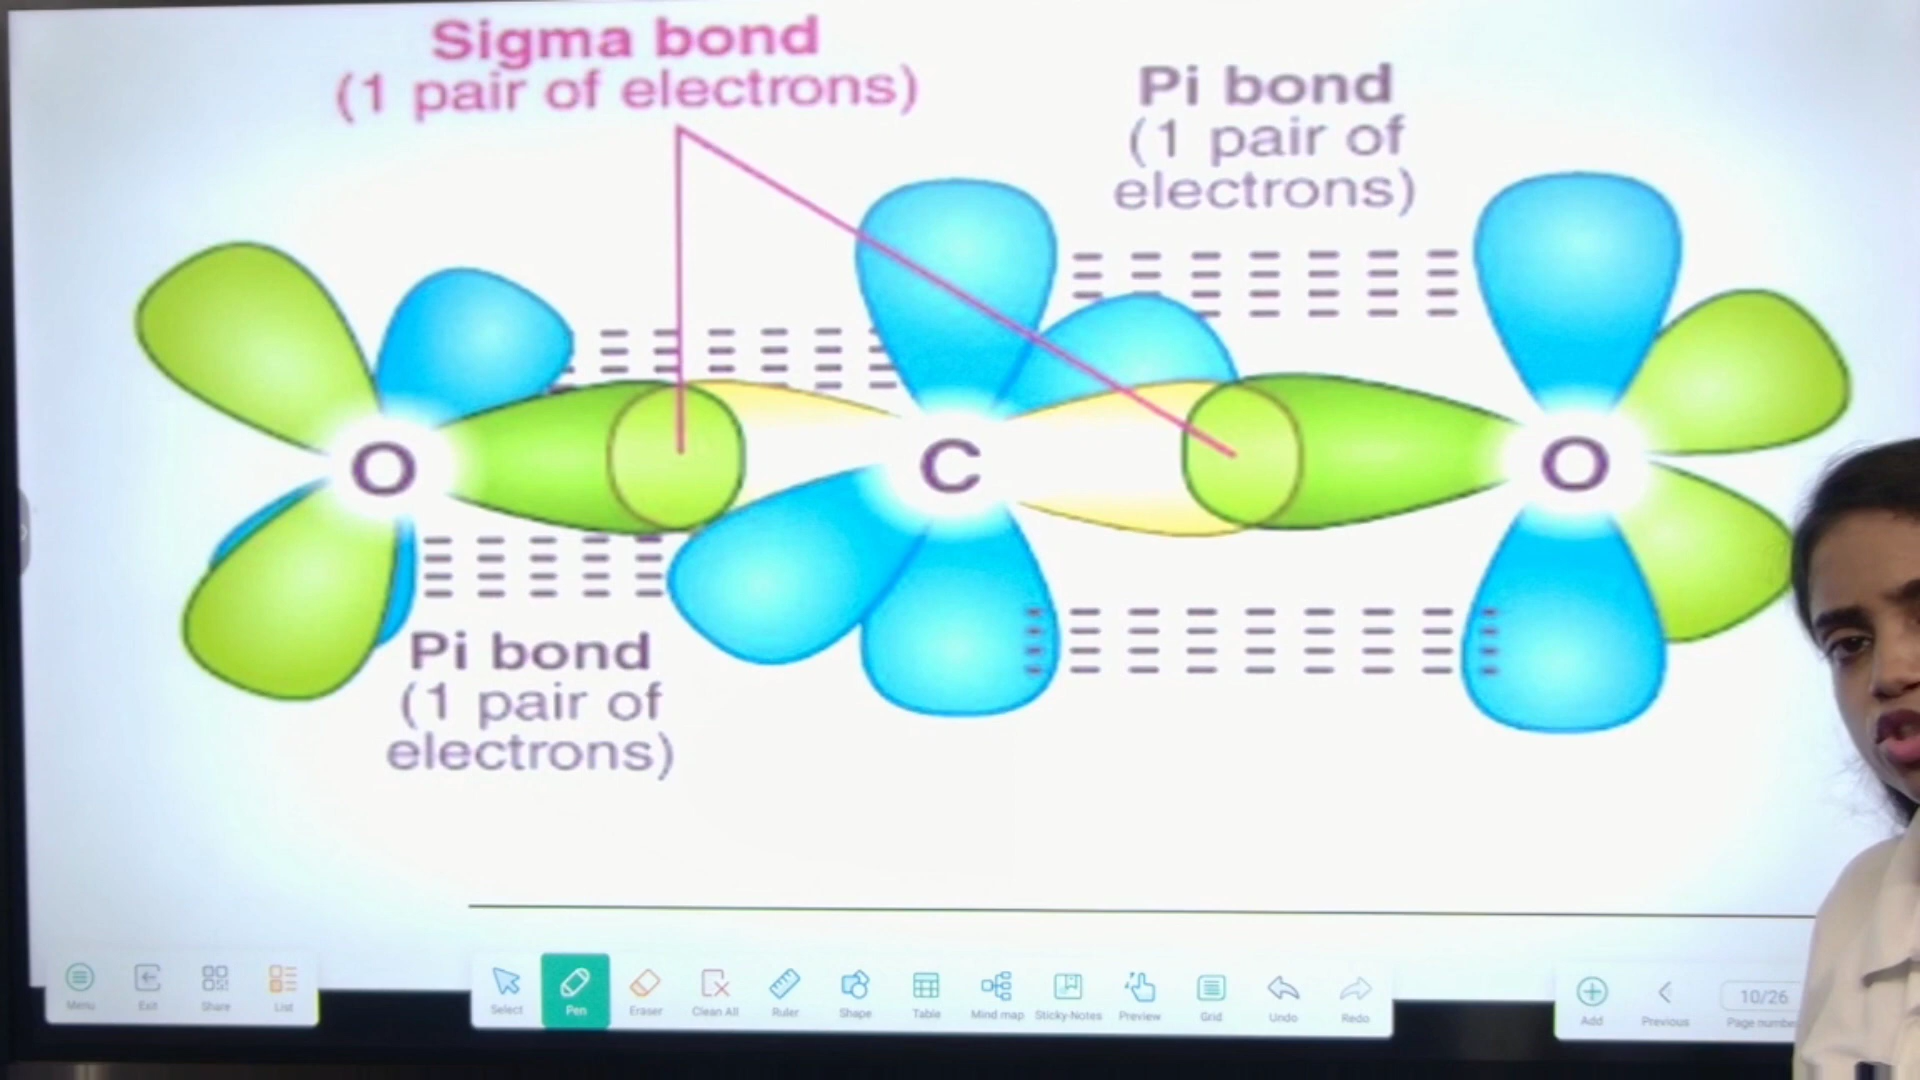 Sigma bond
(1 pair of electrons)
Pi bond
(1 pair of
electrons)
O
C
O
Pi bond
(1 pair of
electrons)
Menu
Exit
Share
List
Select
Pen
Eraser
Clean All
Ruler
Shape
Table
Mind map
Sticky-Notes
Preview
Grid
Undo
Redo
Add
Previous
10/26
Page numbe